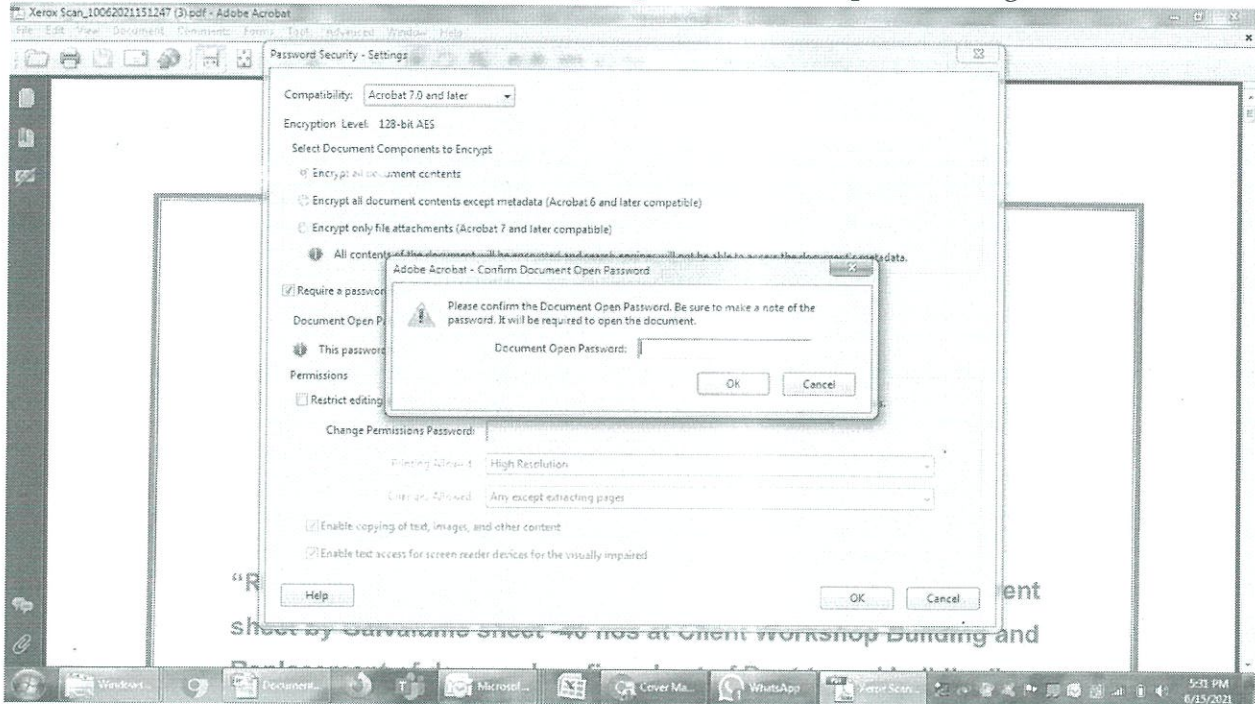 Xerox Scan_10062021151247 (3).pdf - Adobe Acrobat
File Edit View Document Comments Forms Tools Advanced Window Help
Password Security - Settings
Compatibility: Acrobat 7.0 and later
Encryption Level: 128-bit AES
Select Document Components to Encrypt
Encrypt all document contents
Encrypt all document contents except metadata (Acrobat 6 and later compatible)
Encrypt only file attachments (Acrobat 7 and later compatible)
All contents of the document will be encrypted and search engines will not be able to access the document's metadata.
Adobe Acrobat - Confirm Document Open Password
Require a passwor
Please confirm the Document Open Password. Be sure to make a note of the
password. It will be required to open the document.
Document Open P
Document Open Password:
This password
OK Cancel
Permissions
Restrict editing
Change Permissions Password:
Printing Allowed: High Resolution
Changes Allowed: Any except extracting pages
Enable copying of text, images, and other content
Enable text access for screen reader devices for the visually impaired
Help OK Cancel
"R ent
sheet by Galvalume sheet -40 nos at Client Workshop Building and
Document... Microsof... Cover Ma... WhatsApp Xerox Scan... 5:31 PM
6/15/2021